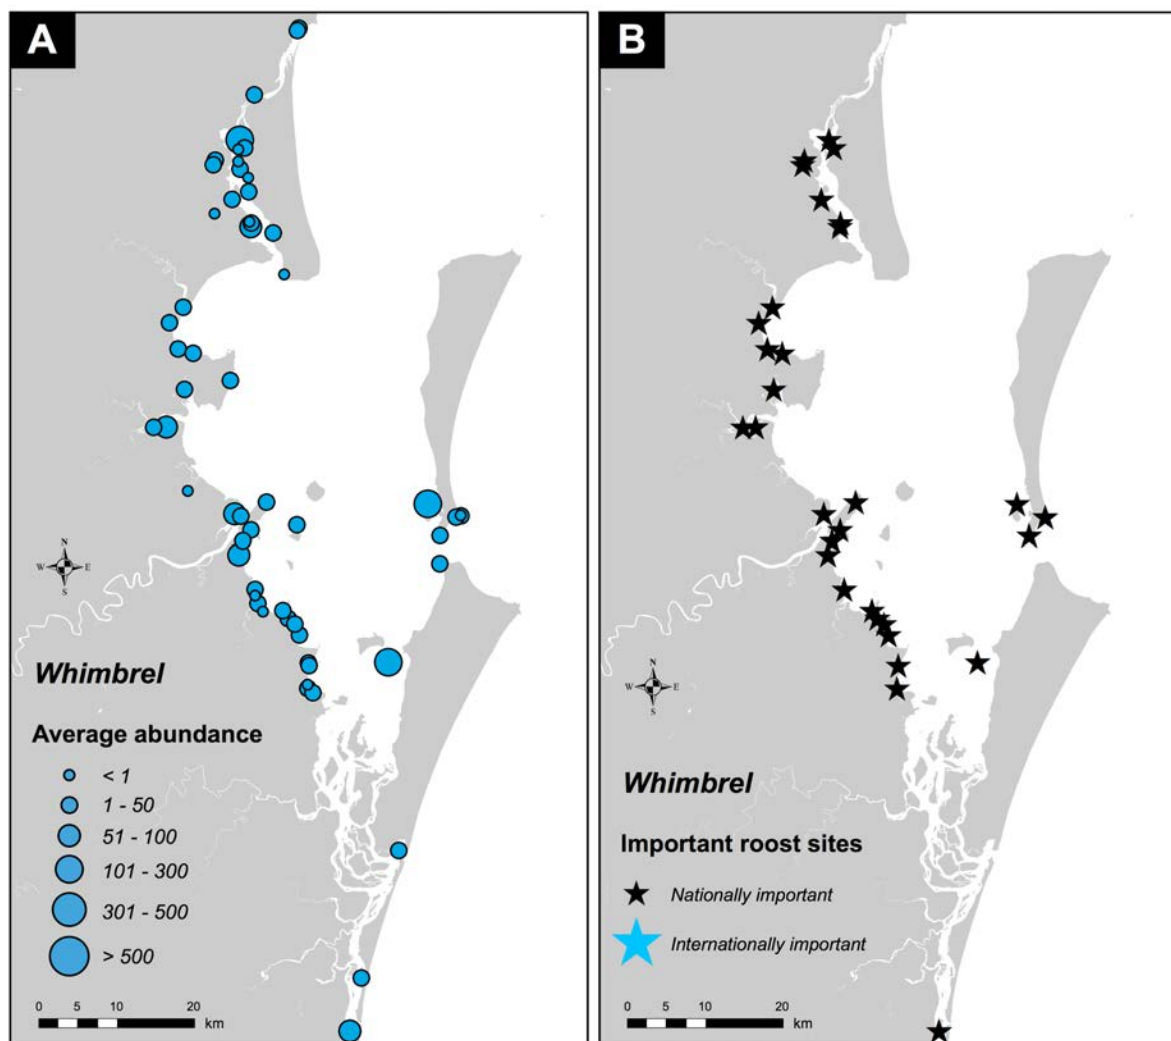 A
N
W E
S
Whimbrel
Average abundance
< 1
1 - 50
51 - 100
101 - 300
301 - 500
> 500
0 5 10 20
km
B
N
W E
S
Whimbrel
Important roost sites
Nationally important
Internationally important
0 5 10 20
km